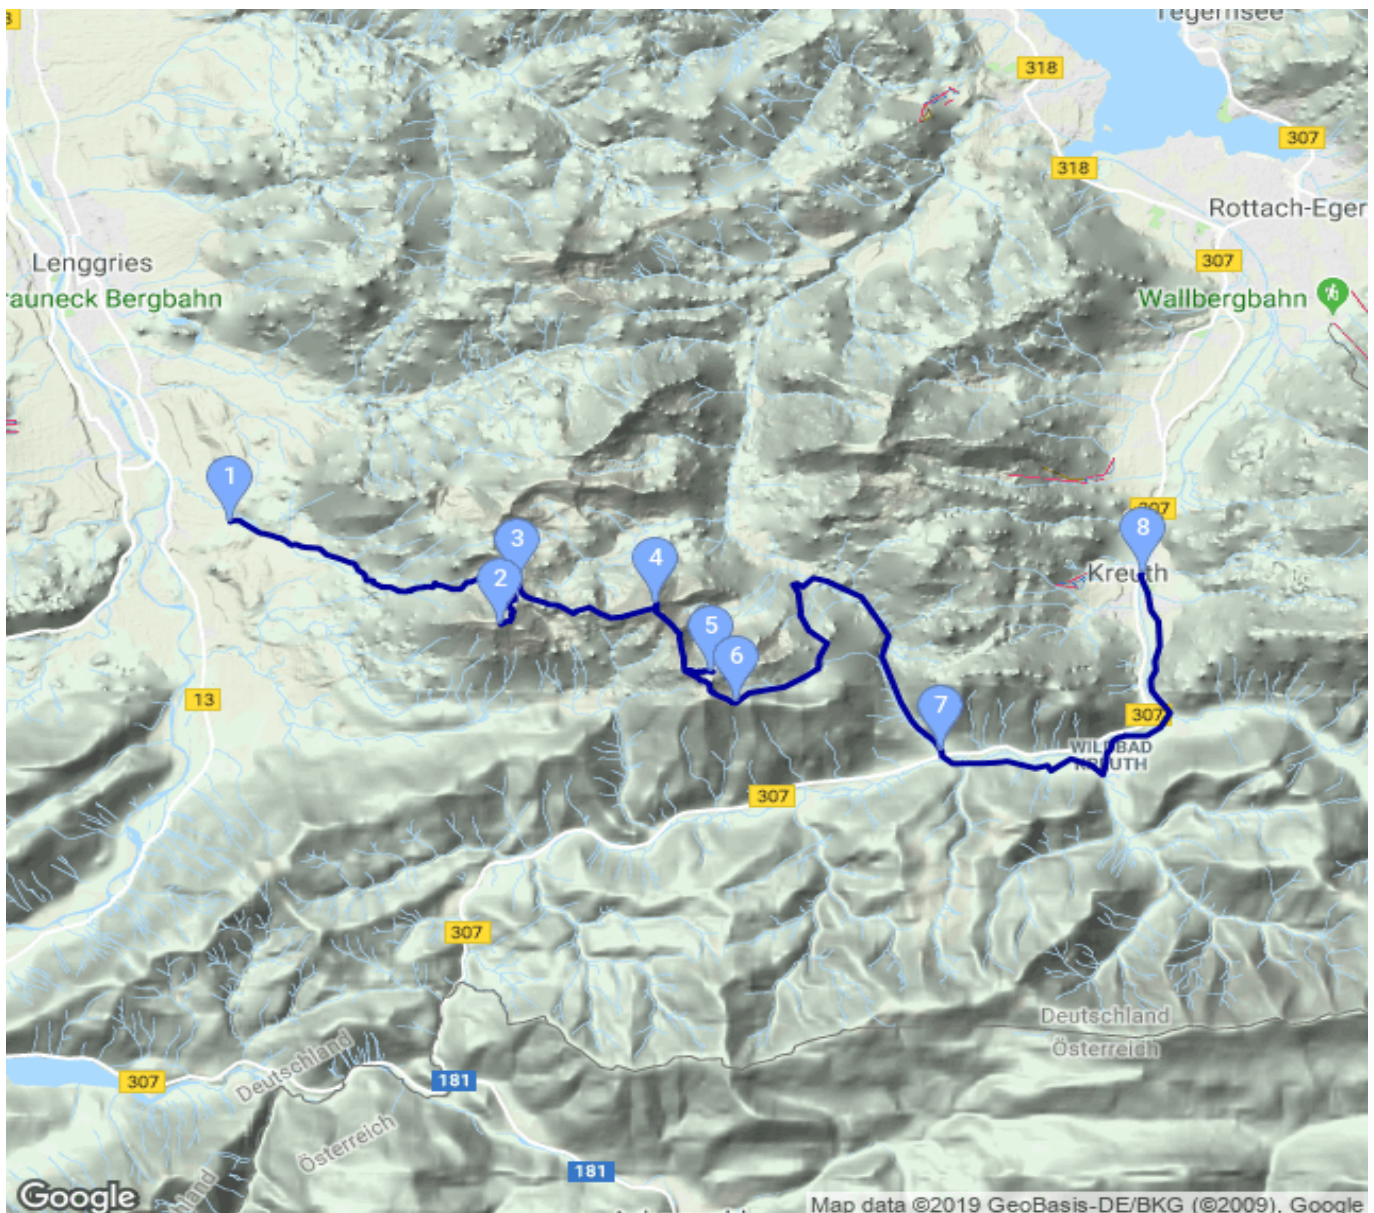 3
Tegernsee
318
307
318
Rottach-Eger
Lenggries
307
rauneck Bergbahn
Wallbergbahn
1
307
8
3
4
Kreuth
2
5
6
13
7
307
WILDBAD
KREUTH
307
307
Deutschland
Österreich
Deutschland
307
181
Österreich
181
hland
Google
Map data ©2019 GeoBasis-DE/BKG (©2009), Google